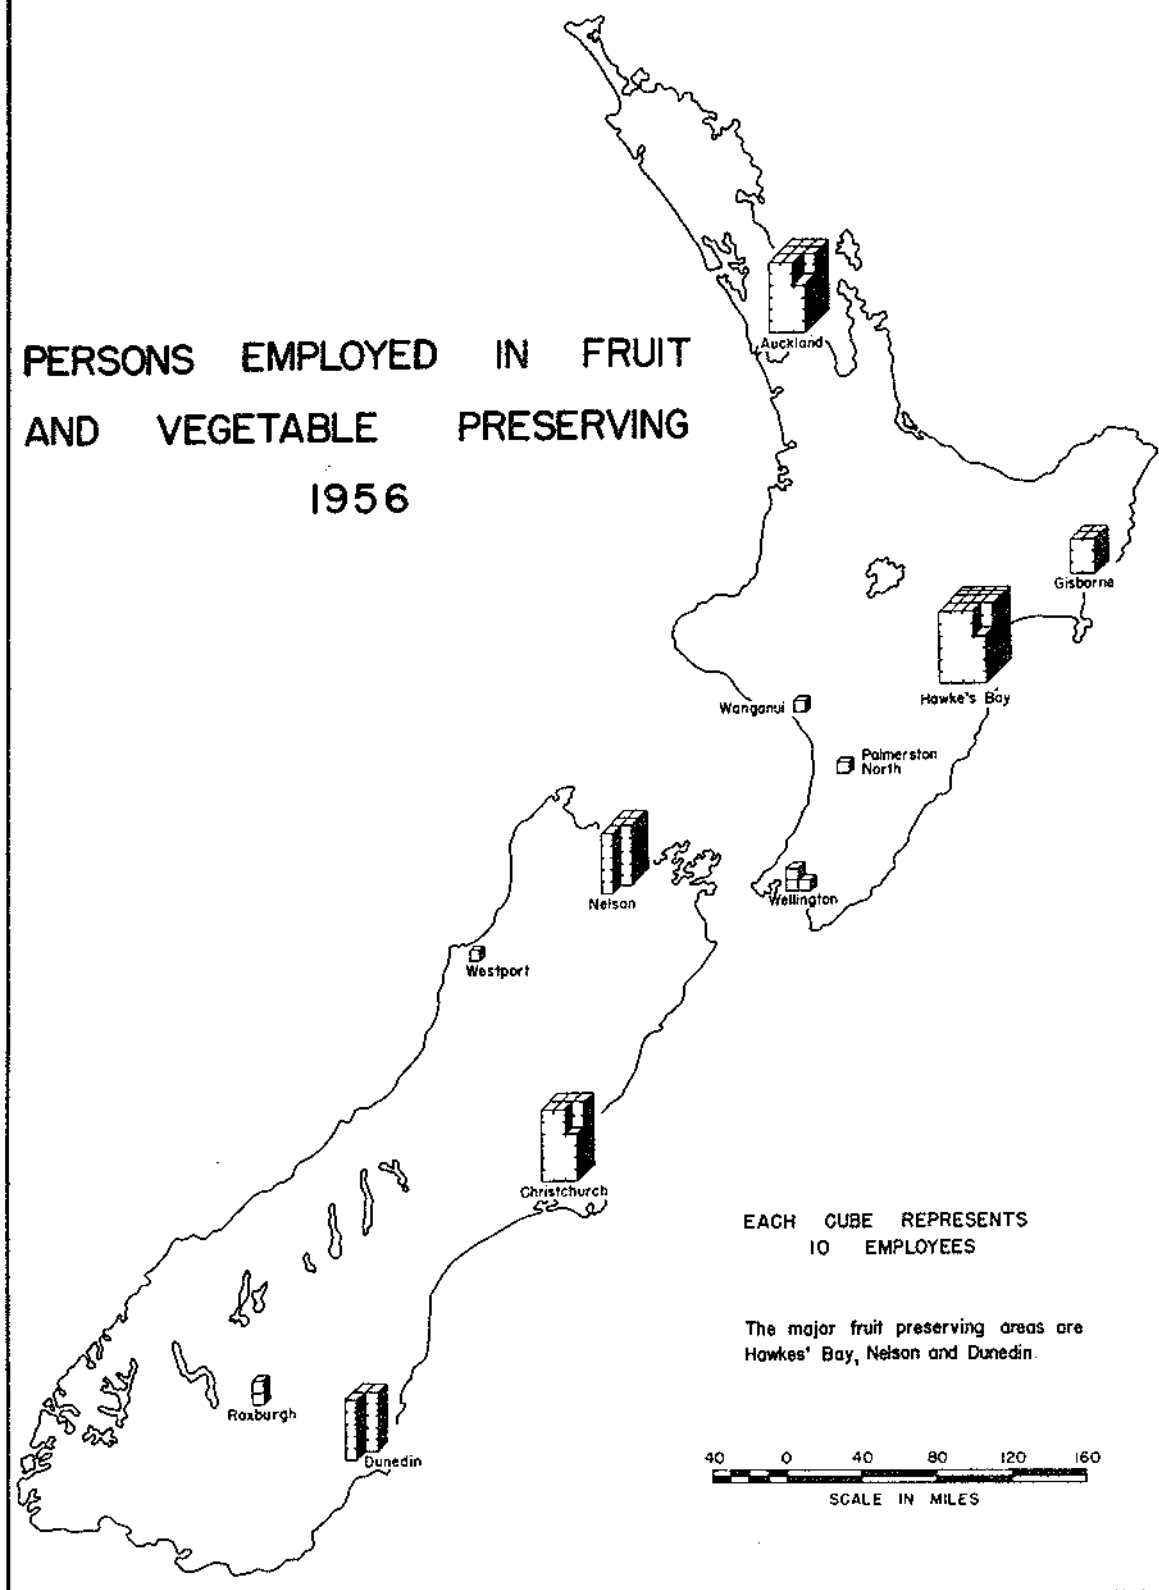 PERSONS EMPLOYED IN FRUIT
AND VEGETABLE PRESERVING
1956
Auckland
Gisborne
Hawke's Bay
Wanganui
Palmerston
North
Nelson
Wellington
Westport
Christchurch
EACH CUBE REPRESENTS
10 EMPLOYEES
The major fruit preserving areas are
Hawkes' Bay, Nelson and Dunedin.
Roxburgh
Dunedin
40 0 40 80 120 160
SCALE IN MILES